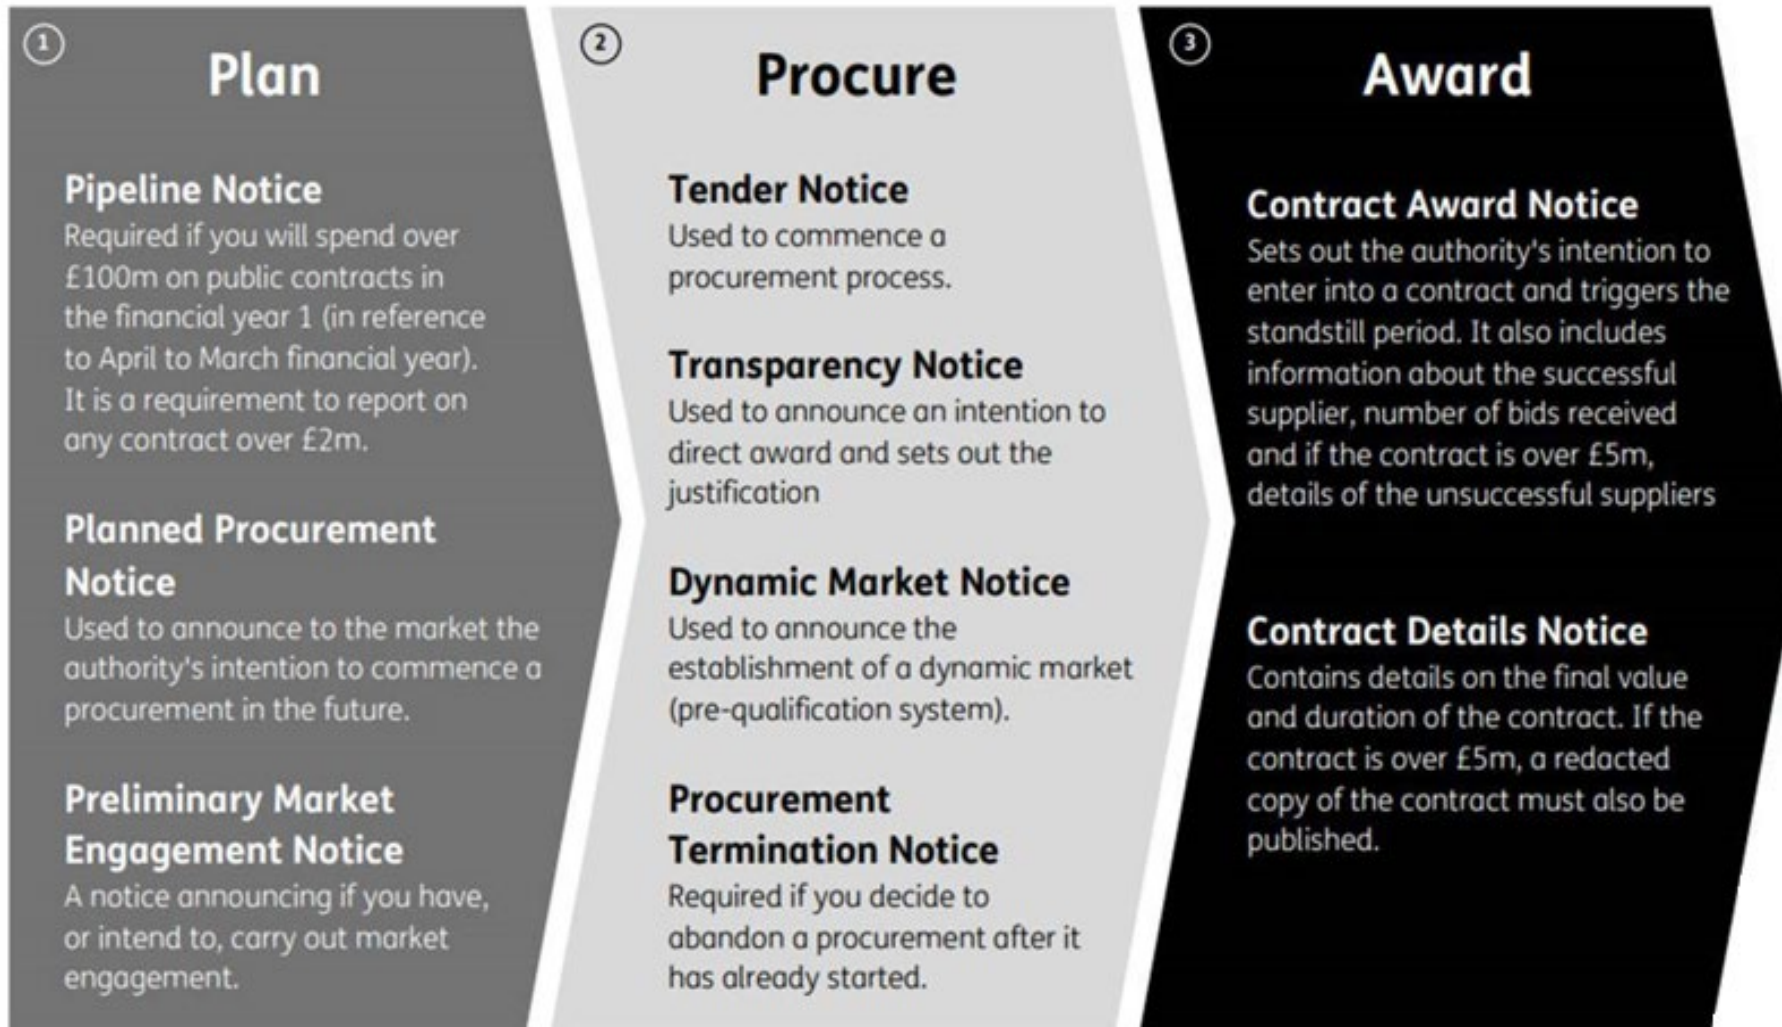 1
Plan
Pipeline Notice
Required if you will spend over
£100m on public contracts in
the financial year 1 (in reference
to April to March financial year).
It is a requirement to report on
any contract over £2m.
Planned Procurement
Notice
Used to announce to the market the
authority's intention to commence a
procurement in the future.
Preliminary Market
Engagement Notice
A notice announcing if you have,
or intend to, carry out market
engagement.
2
Procure
Tender Notice
Used to commence a
procurement process.
Transparency Notice
Used to announce an intention to
direct award and sets out the
justification
Dynamic Market Notice
Used to announce the
establishment of a dynamic market
(pre-qualification system).
Procurement
Termination Notice
Required if you decide to
abandon a procurement after it
has already started.
3
Award
Contract Award Notice
Sets out the authority's intention to
enter into a contract and triggers the
standstill period. It also includes
information about the successful
supplier, number of bids received
and if the contract is over £5m,
details of the unsuccessful suppliers
Contract Details Notice
Contains details on the final value
and duration of the contract. If the
contract is over £5m, a redacted
copy of the contract must also be
published.